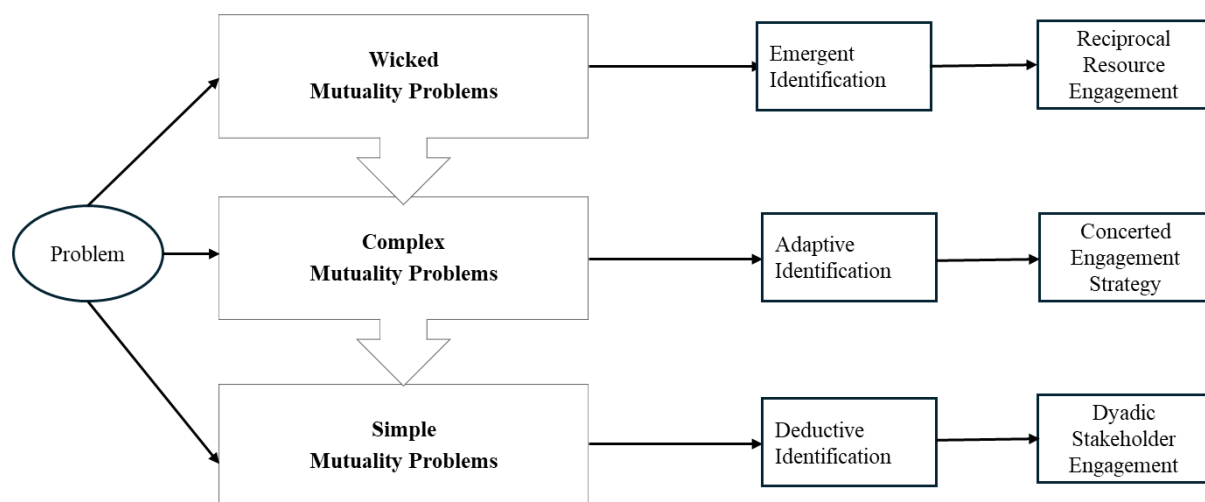 Wicked
Mutuality Problems
Emergent
Identification
Reciprocal
Resource
Engagement
Problem
Complex
Mutuality Problems
Adaptive
Identification
Concerted
Engagement
Strategy
Simple
Mutuality Problems
Deductive
Identification
Dyadic
Stakeholder
Engagement